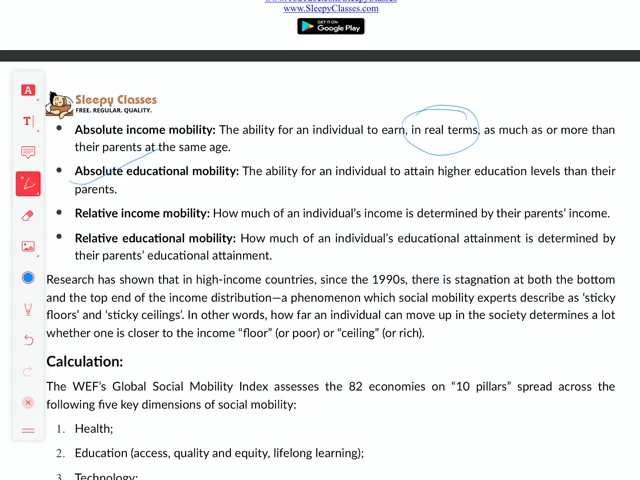 www.SleepyClasses.com
GET IT ON
Google Play
Sleepy Classes
FREE. REGULAR. QUALITY.
• Absolute income mobility: The ability for an individual to earn, in real terms, as much as or more than
their parents at the same age.
• Absolute educational mobility: The ability for an individual to attain higher education levels than their
parents.
• Relative income mobility: How much of an individual’s income is determined by their parents’ income.
• Relative educational mobility: How much of an individual’s educational attainment is determined by
their parents’ educational attainment.
Research has shown that in high-income countries, since the 1990s, there is stagnation at both the bottom
and the top end of the income distribution—a phenomenon which social mobility experts describe as ‘sticky
floors’ and ‘sticky ceilings’. In other words, how far an individual can move up in the society determines a lot
whether one is closer to the income “floor” (or poor) or “ceiling” (or rich).
Calculation:
The WEF’s Global Social Mobility Index assesses the 82 economies on “10 pillars” spread across the
following five key dimensions of social mobility:
1. Health;
2. Education (access, quality and equity, lifelong learning);
3. Technology;
A
T